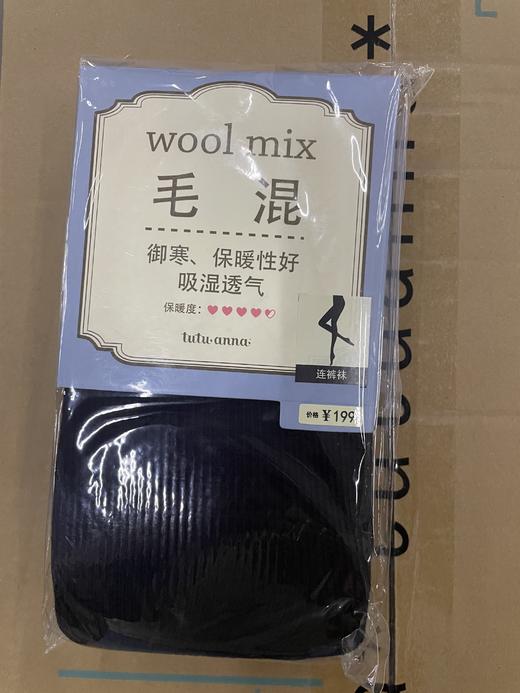 wool mix
毛 混
御寒、保暖性好
吸湿透气
保暖度:
tutu·anna·
连裤袜
价格 ¥199